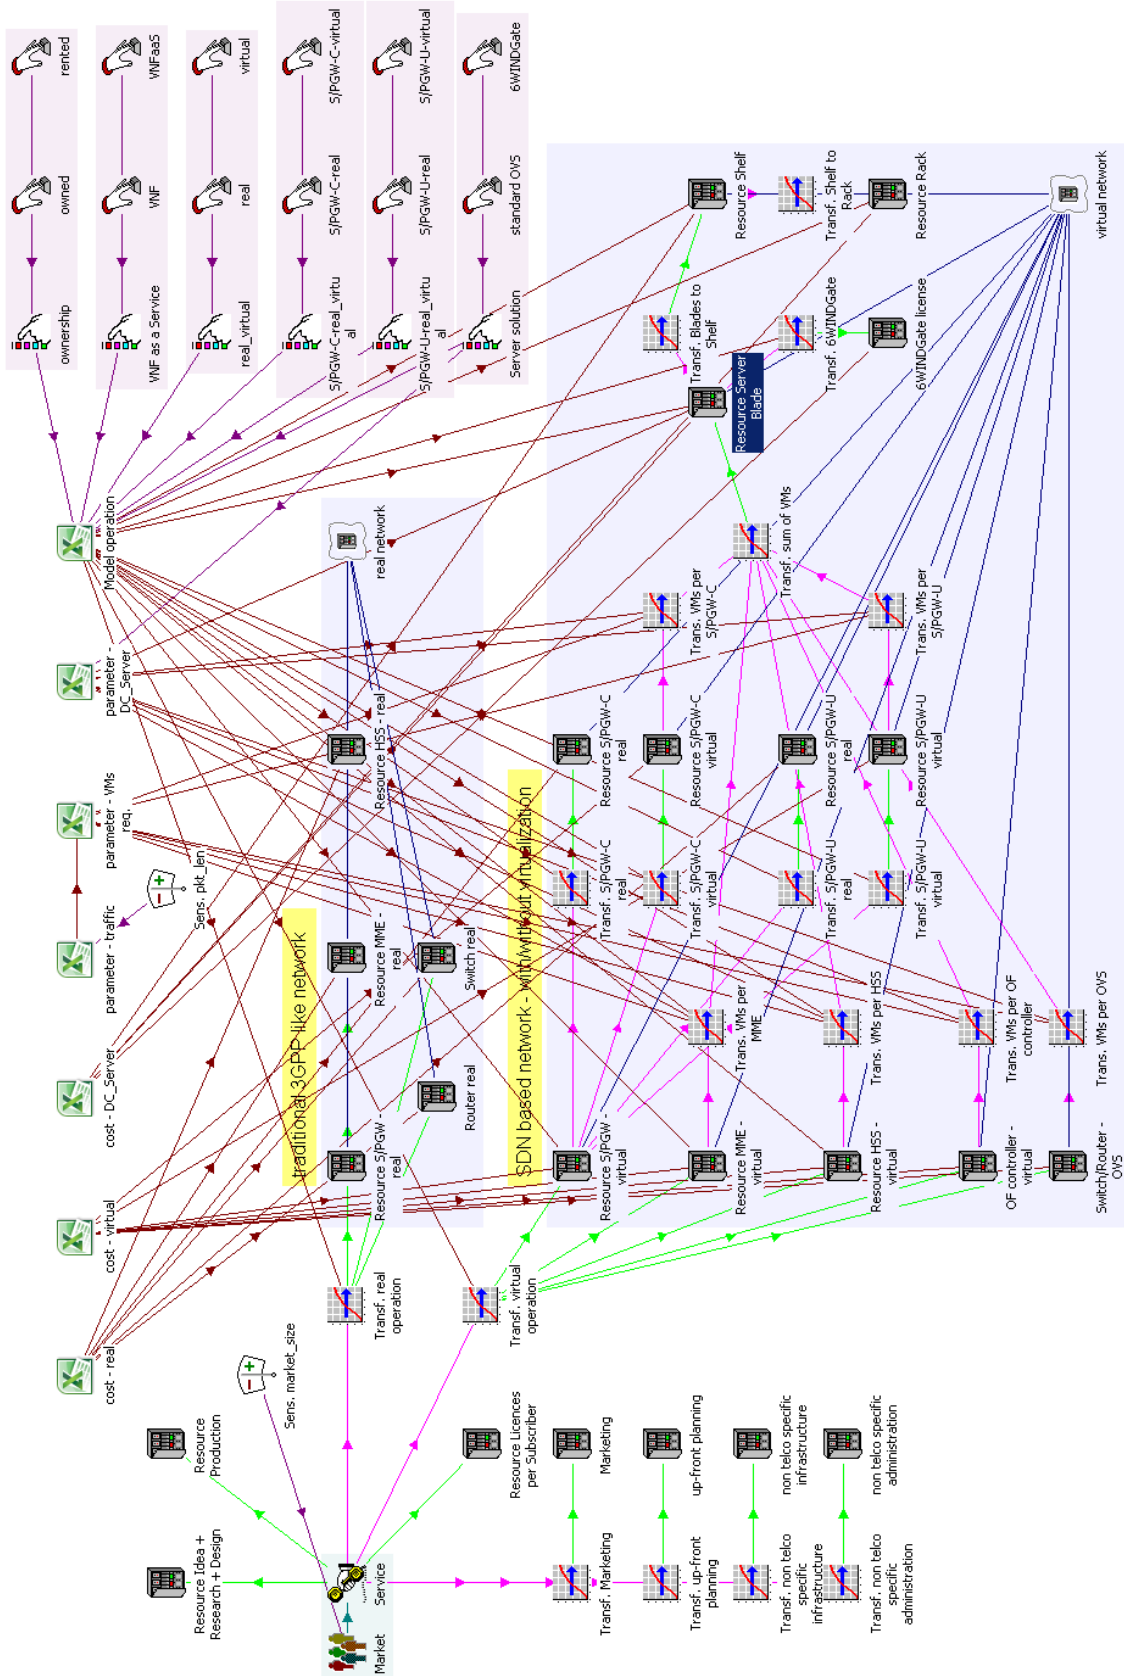 rented
owned
ownership
VNFaaS
VNF
VNF as a Service
virtual
real
real_virtual
S/PGW-C-virtual
S/PGW-C-real
S/PGW-C-real_virtu
al
S/PGW-U-virtual
S/PGW-U-real
S/PGW-U-real_virtu
al
6WINDGate
standard OVS
Server solution
Model operation
parameter -
DC_Server
parameter - VMs
req.
parameter - traffic
Sens. pkt_len
cost - DC_Server
cost - virtual
cost - real
Sens. market_size
traditional 3GPP like network
real network
Resource HSS - real
Resource MME -
real
Switch real
Router real
Resource S/PGW -
real
Transf. real
operation
Transf. virtual
operation
SDN based network - with/without virtualization
Resource Shelf
Transf. Shelf to
Rack
Resource Rack
virtual network
Transf. Blades to
Shelf
Transf. 6WINDGate
6WINDGate license
Resource Server
Blade
Transf. sum of VMs
Trans. VMs per
S/PGW-C
Trans. VMs per
S/PGW-U
Resource S/PGW-C
real
Resource S/PGW-C
virtual
Resource S/PGW-U
real
Resource S/PGW-U
virtual
Transf. S/PGW-C
real
Transf. S/PGW-C
virtual
Transf. S/PGW-U
real
Transf. S/PGW-U
virtual
Trans. VMs per
MME
Trans. VMs per HSS
Trans. VMs per OF
controller
Trans. VMs per OVS
Resource S/PGW -
virtual
Resource MME -
virtual
Resource HSS -
virtual
OF controller -
virtual
Switch/Router -
OVS
Resource Idea +
Research + Design
Resource
Production
Market
Service
Resource Licences
per Subscriber
Marketing
up-front planning
non telco specific
infrastructure
non telco specific
administration
Transf. Marketing
Transf. up-front
planning
Transf. non telco
specific
infrastructure
Transf. non telco
specific
administration